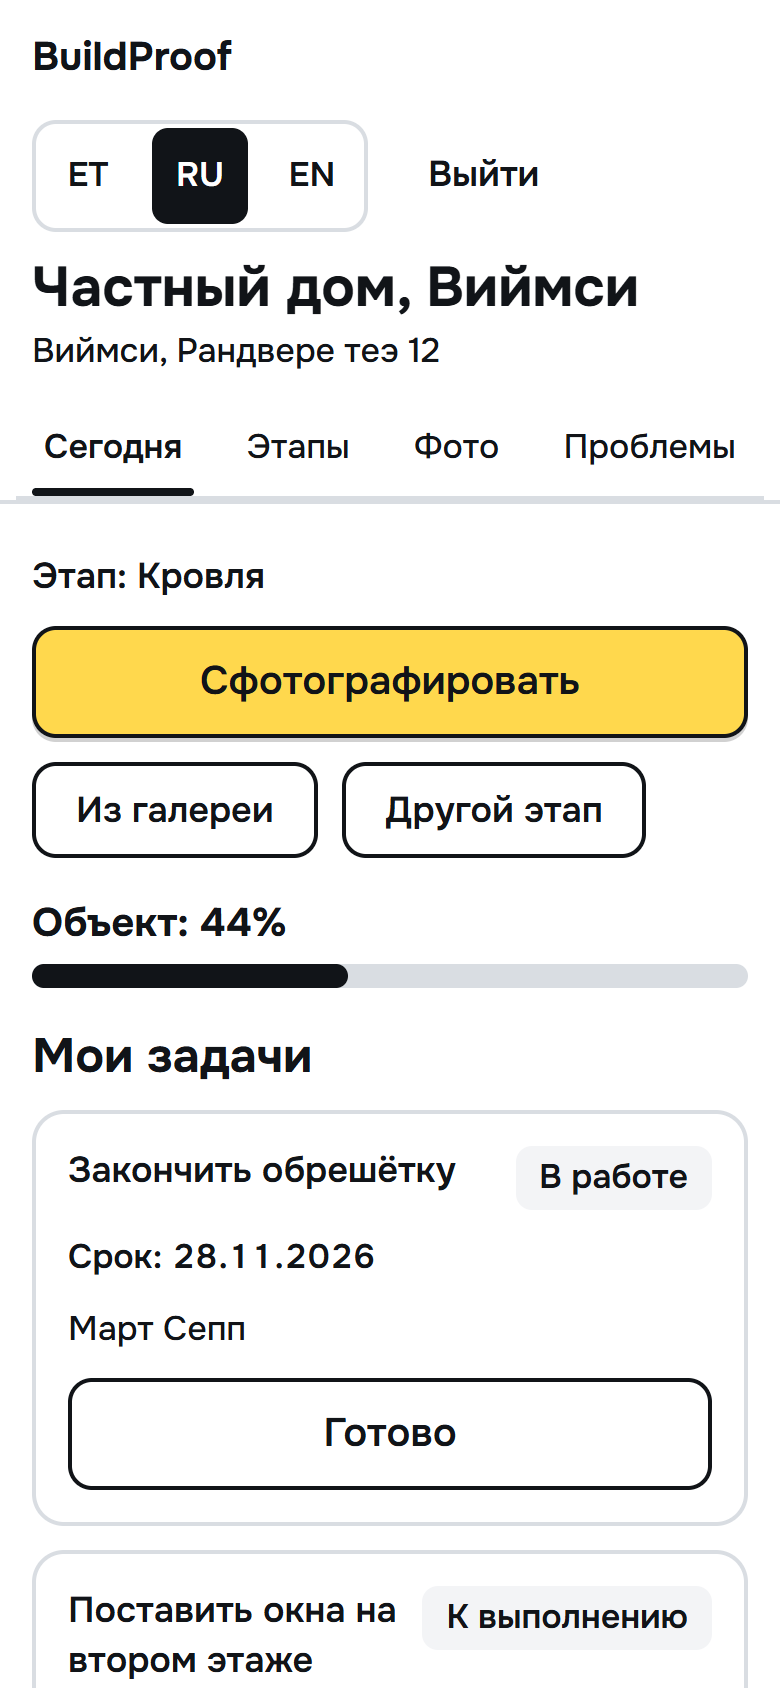 BuildProof
ET RU EN Выйти
Частный дом, Виймси
Виймси, Рандвере теэ 12
Сегодня Этапы Фото Проблемы
Этап: Кровля
Сфотографировать
Из галереи Другой этап
Объект: 44%
Мои задачи
Закончить обрешётку В работе
Срок: 28.11.2026
Март Сепп
Готово
Поставить окна на К выполнению
втором этаже